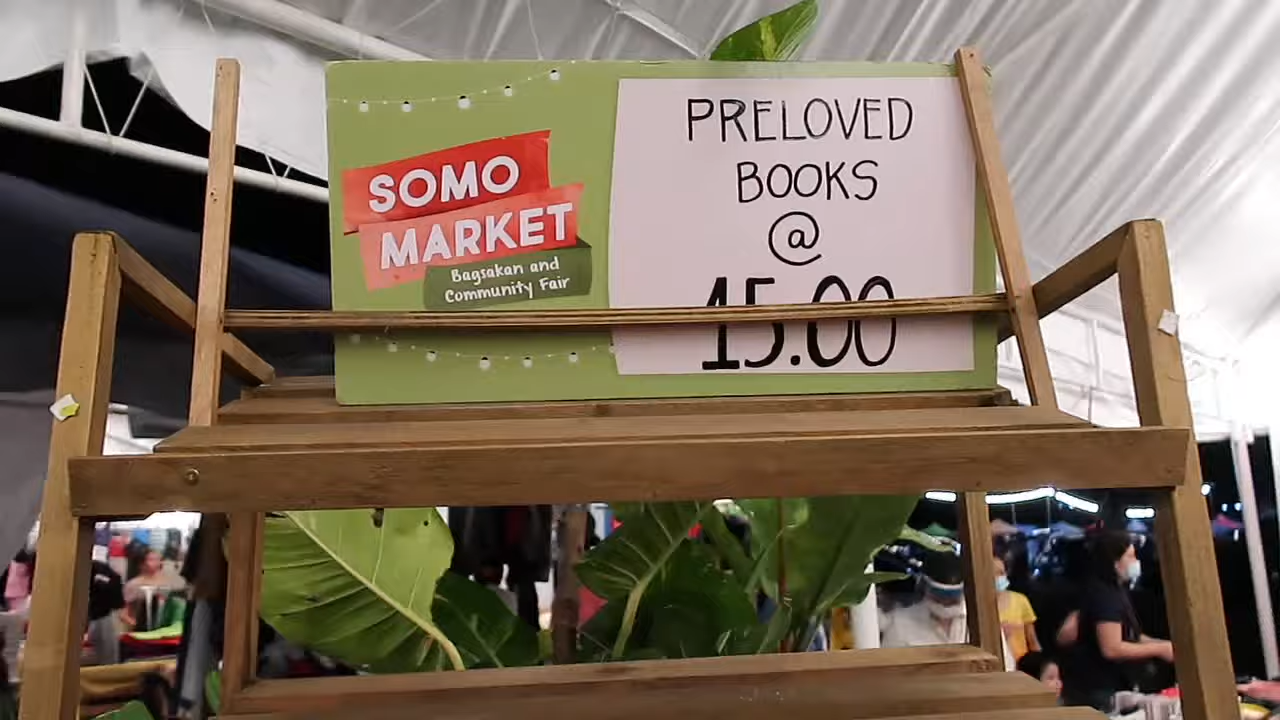 SOMO
MARKET
Bagsakan and
Community Fair
PRELOVED
BOOKS
@
15.00